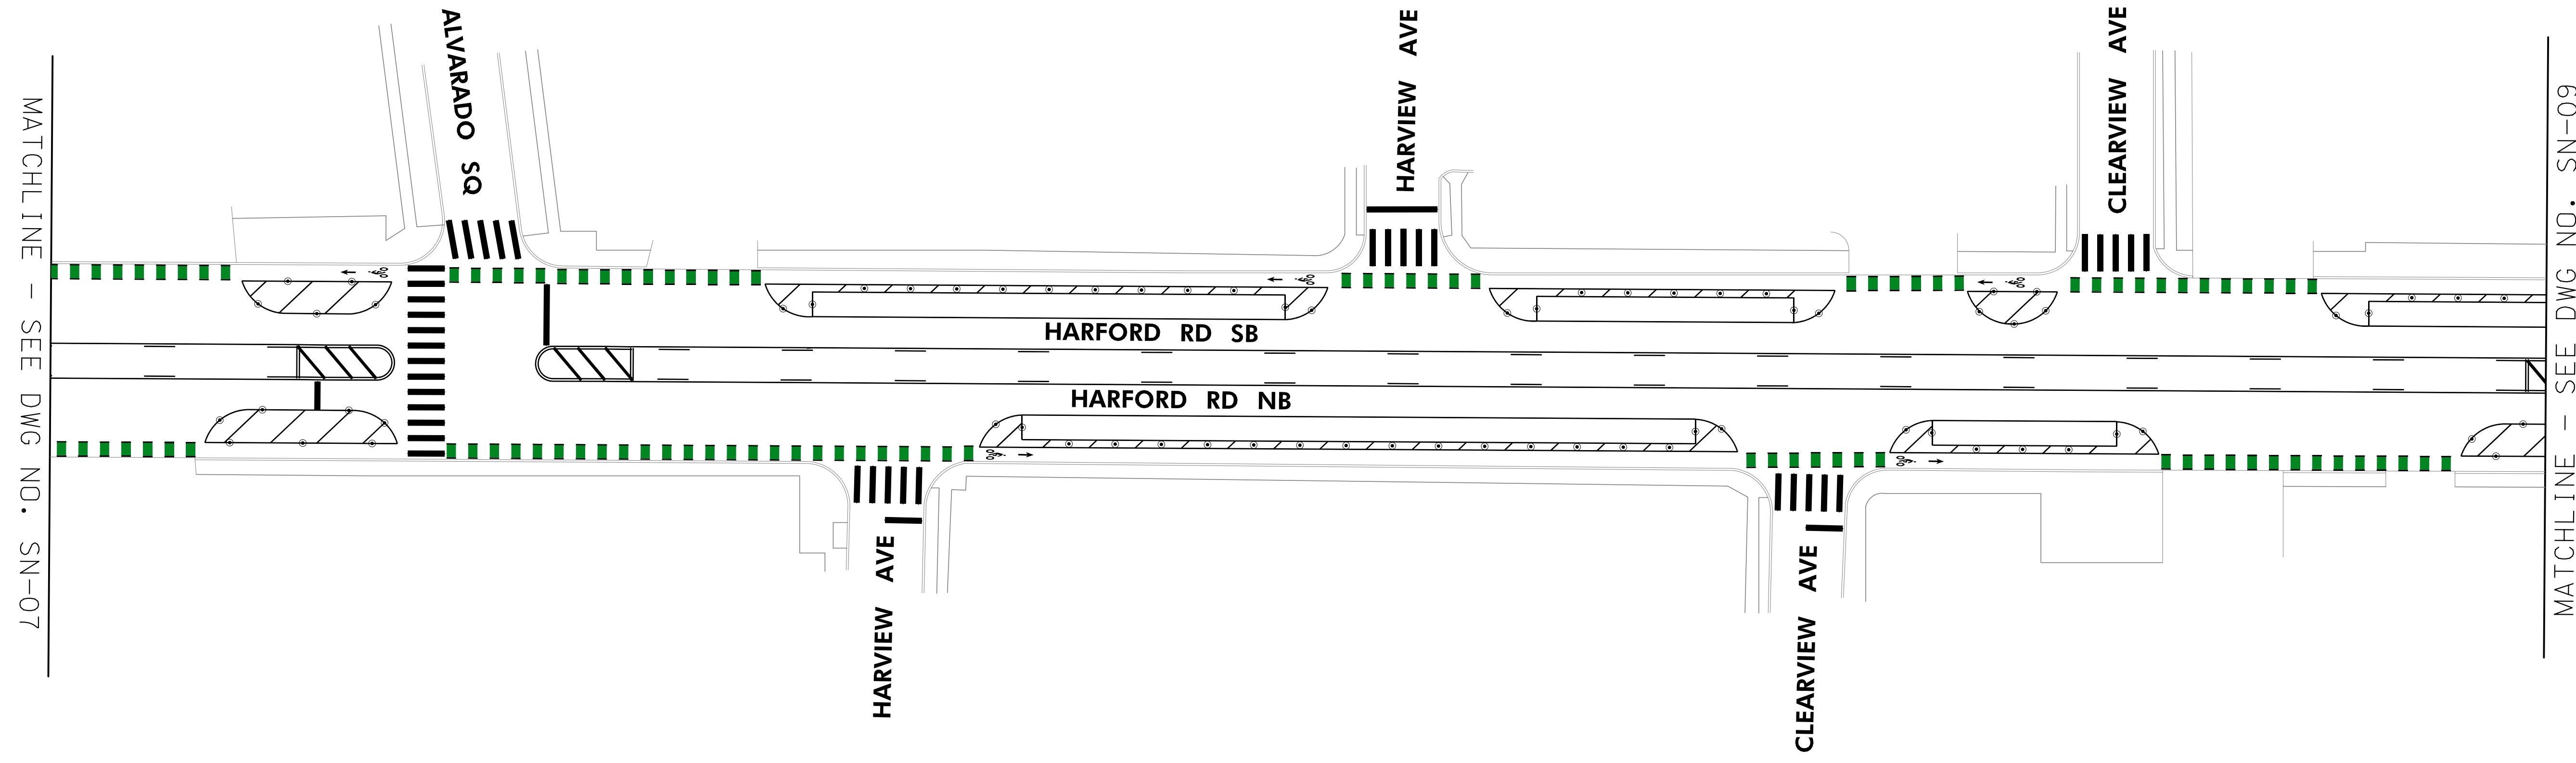 MATCHLINE - SEE DWG NO. SN-07
ALVARADO SQ
HARVIEW AVE
CLEARVIEW AVE
HARFORD RD SB
HARFORD RD NB
HARVIEW AVE
CLEARVIEW AVE
MATCHLINE - SEE DWG NO. SN-09